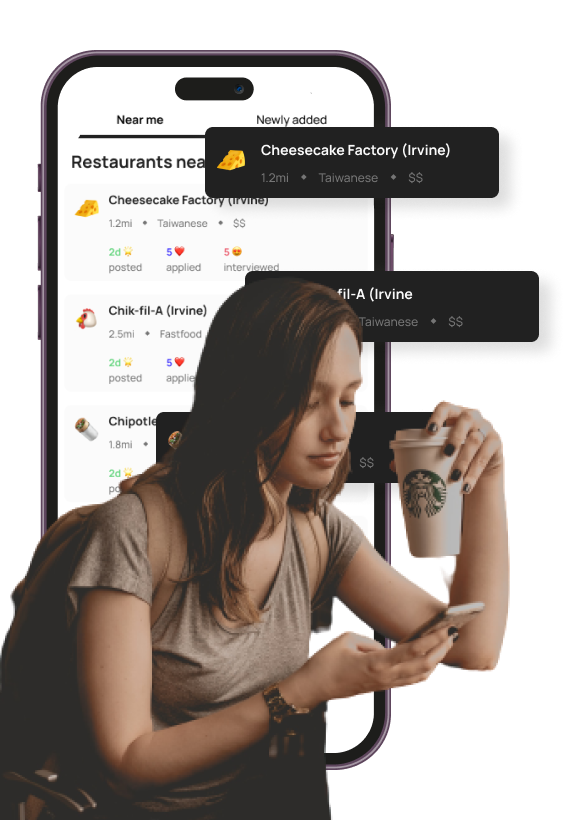 Near me
Newly added
Restaurants nea
Cheesecake Factory (Irvine)
1.2mi Taiwanese $$
Cheesecake Factory (Irvine)
1.2mi Taiwanese $$
2d 5 5
posted applied interviewed
fil-A (Irvine
Taiwanese $$
Chik-fil-A (Irvine)
2.5mi Fastfood
2d 5
posted applie
Chipotle
1.8mi
$$
2d
po